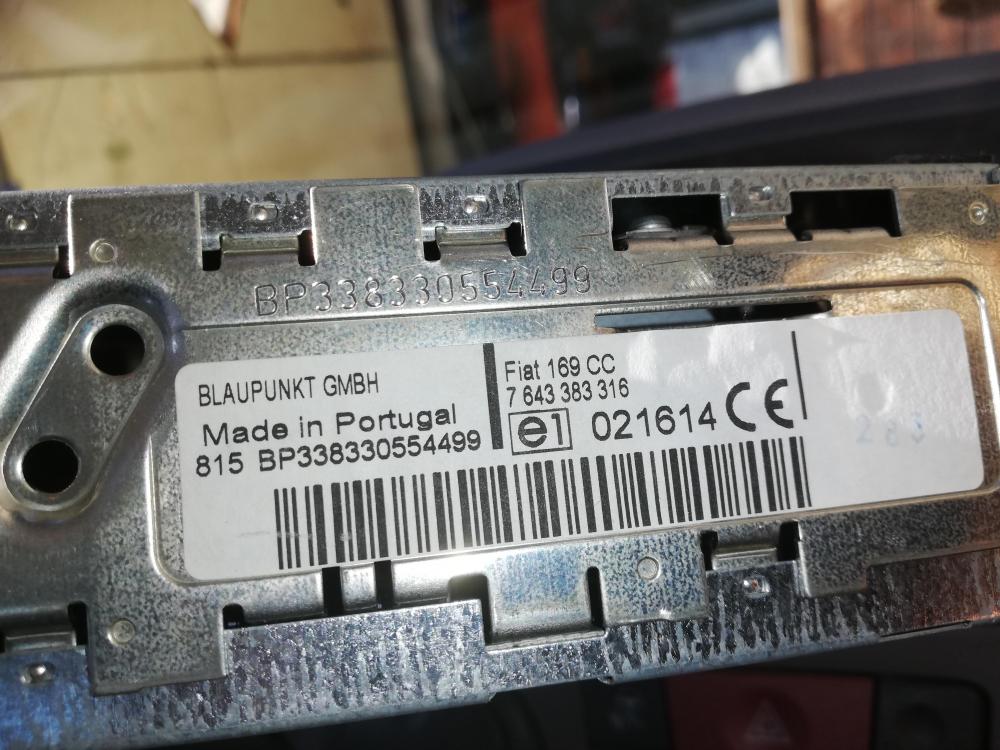 BP338330554499
BLAUPUNKT GMBH
Made in Portugal
815 BP338330554499
Fiat 169 CC
7 643 383 316
e1 021614 CE